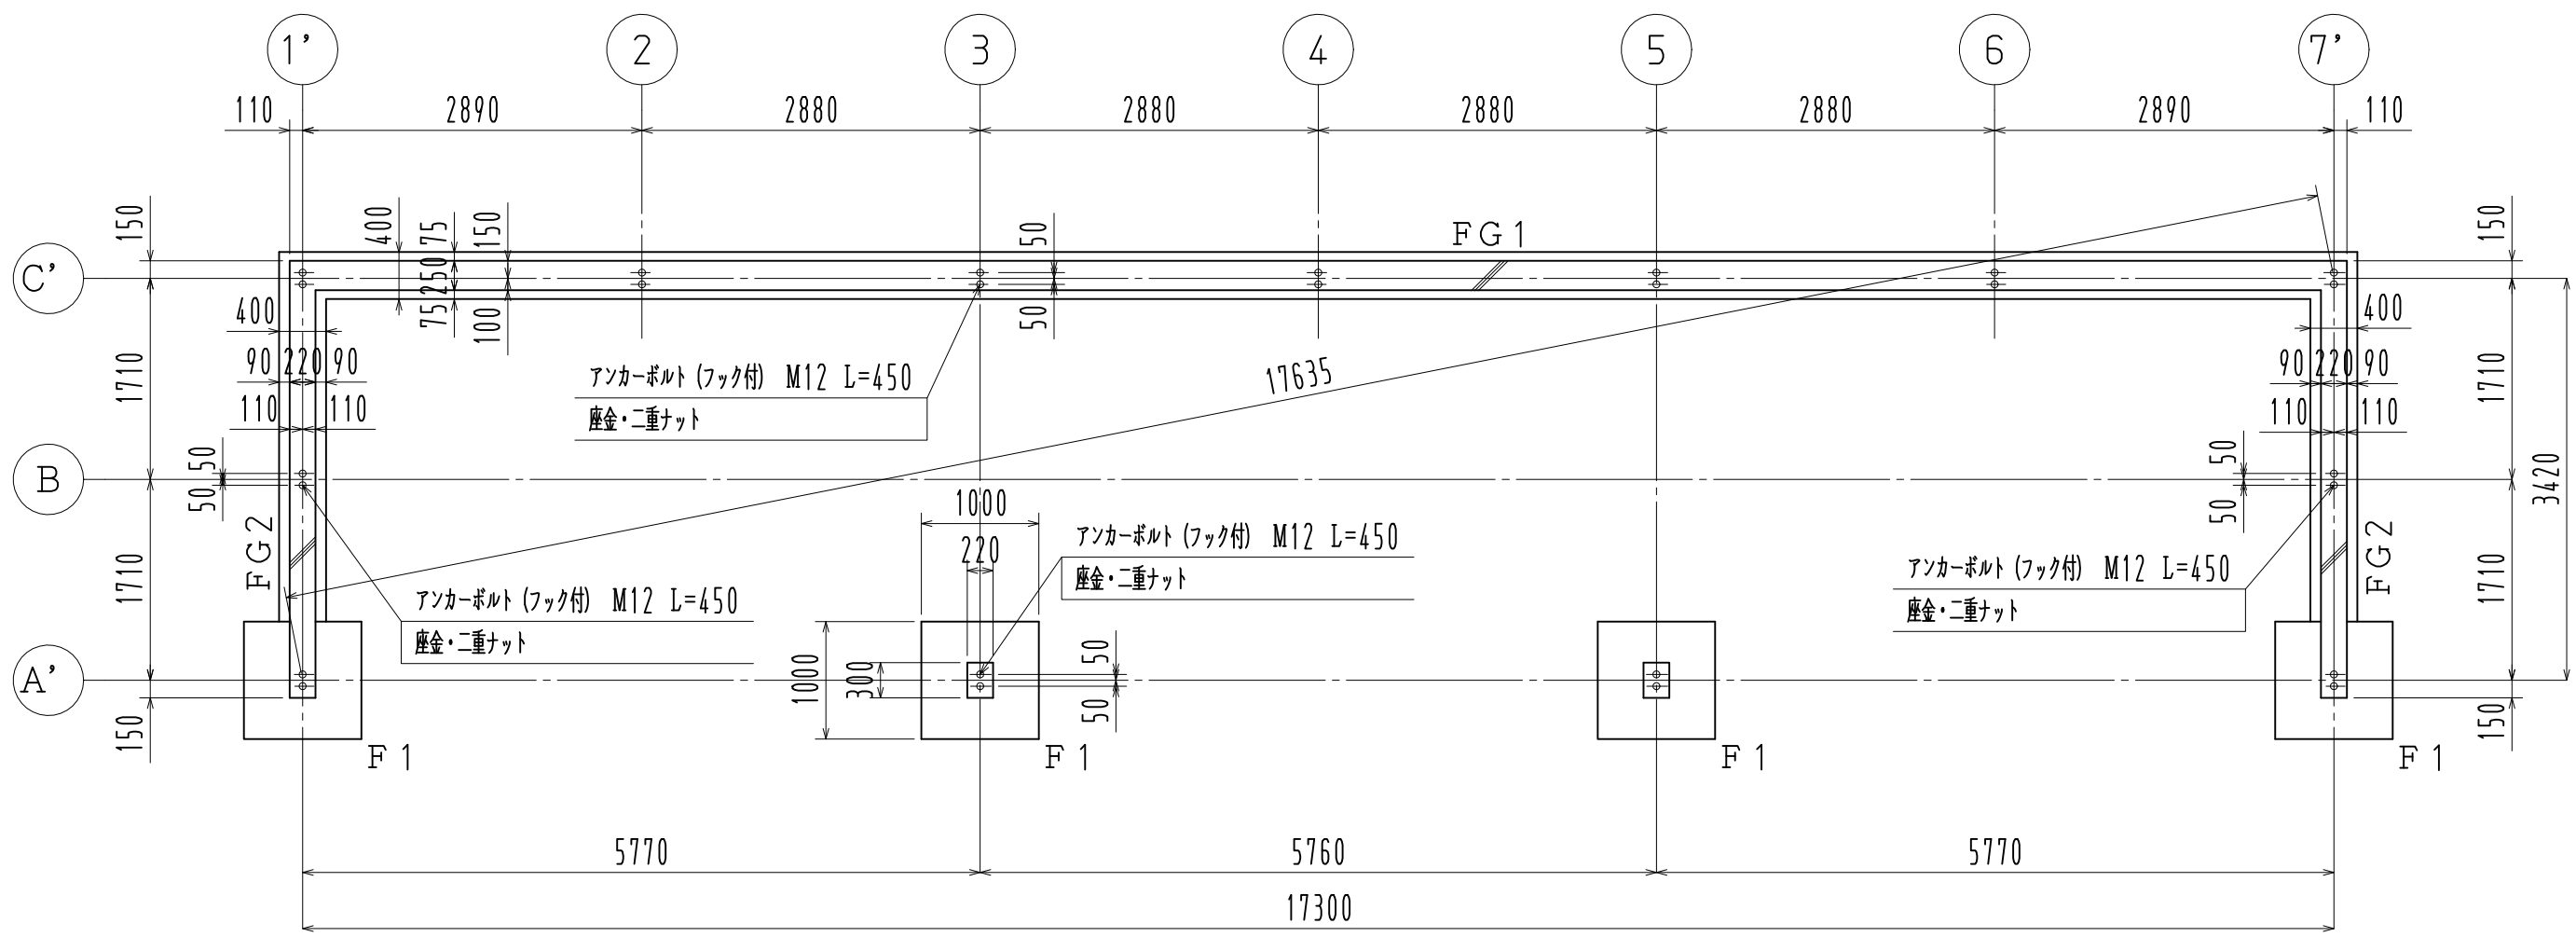 1’ 2 3 4 5 6 7’
110 2890 2880 2880 2880 2880 2890 110
150 400 75 150 50 FG1 150
C’
250
400 75 100 50 400
90 220 90 90 220 90
1710 アンカーボルト (フック付) M12 L=450 17635 1710
110 110 座金・二重ナット 110 110
50 50 50 50
B 3420
1000
FG2 アンカーボルト (フック付) M12 L=450 FG2
220
座金・二重ナット
1710 アンカーボルト (フック付) M12 L=450 アンカーボルト (フック付) M12 L=450 1710
座金・二重ナット 座金・二重ナット
A’ 1000 300 50
150 50 150
F1 F1 F1 F1
5770 5760 5770
17300